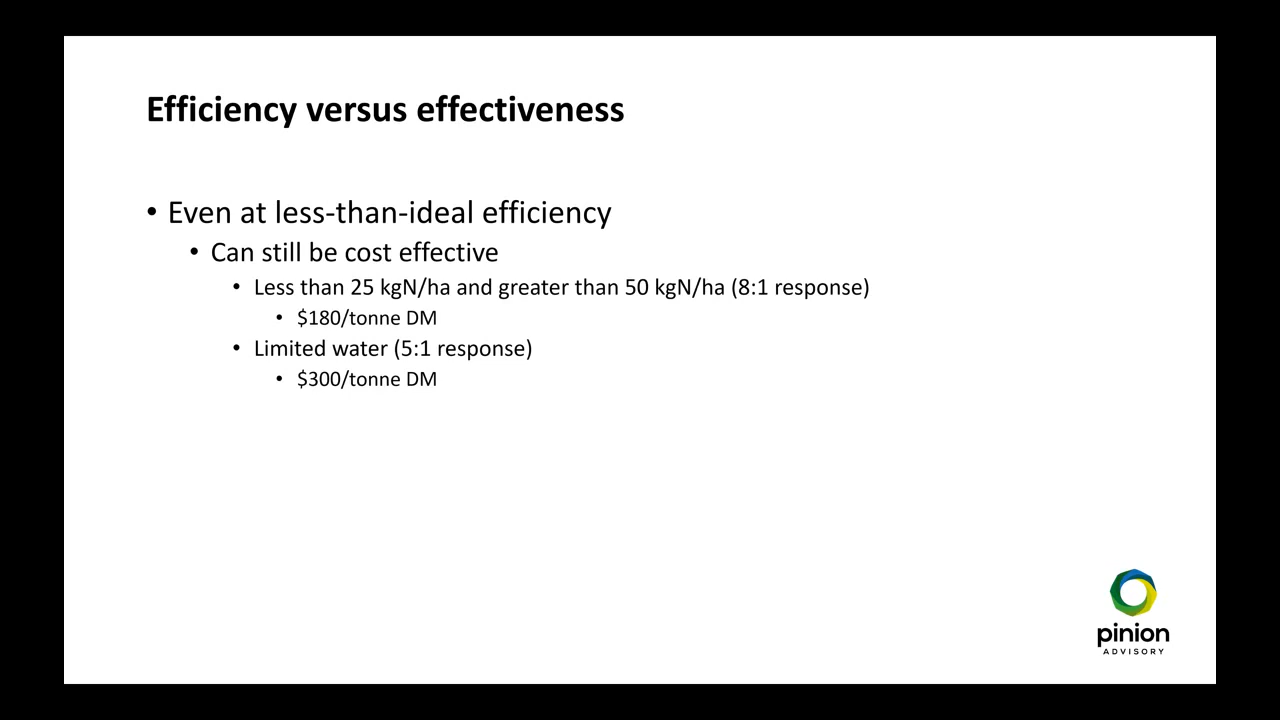 Efficiency versus effectiveness
• Even at less-than-ideal efficiency
• Can still be cost effective
• Less than 25 kgN/ha and greater than 50 kgN/ha (8:1 response)
• $180/tonne DM
• Limited water (5:1 response)
• $300/tonne DM
pinion
ADVISORY